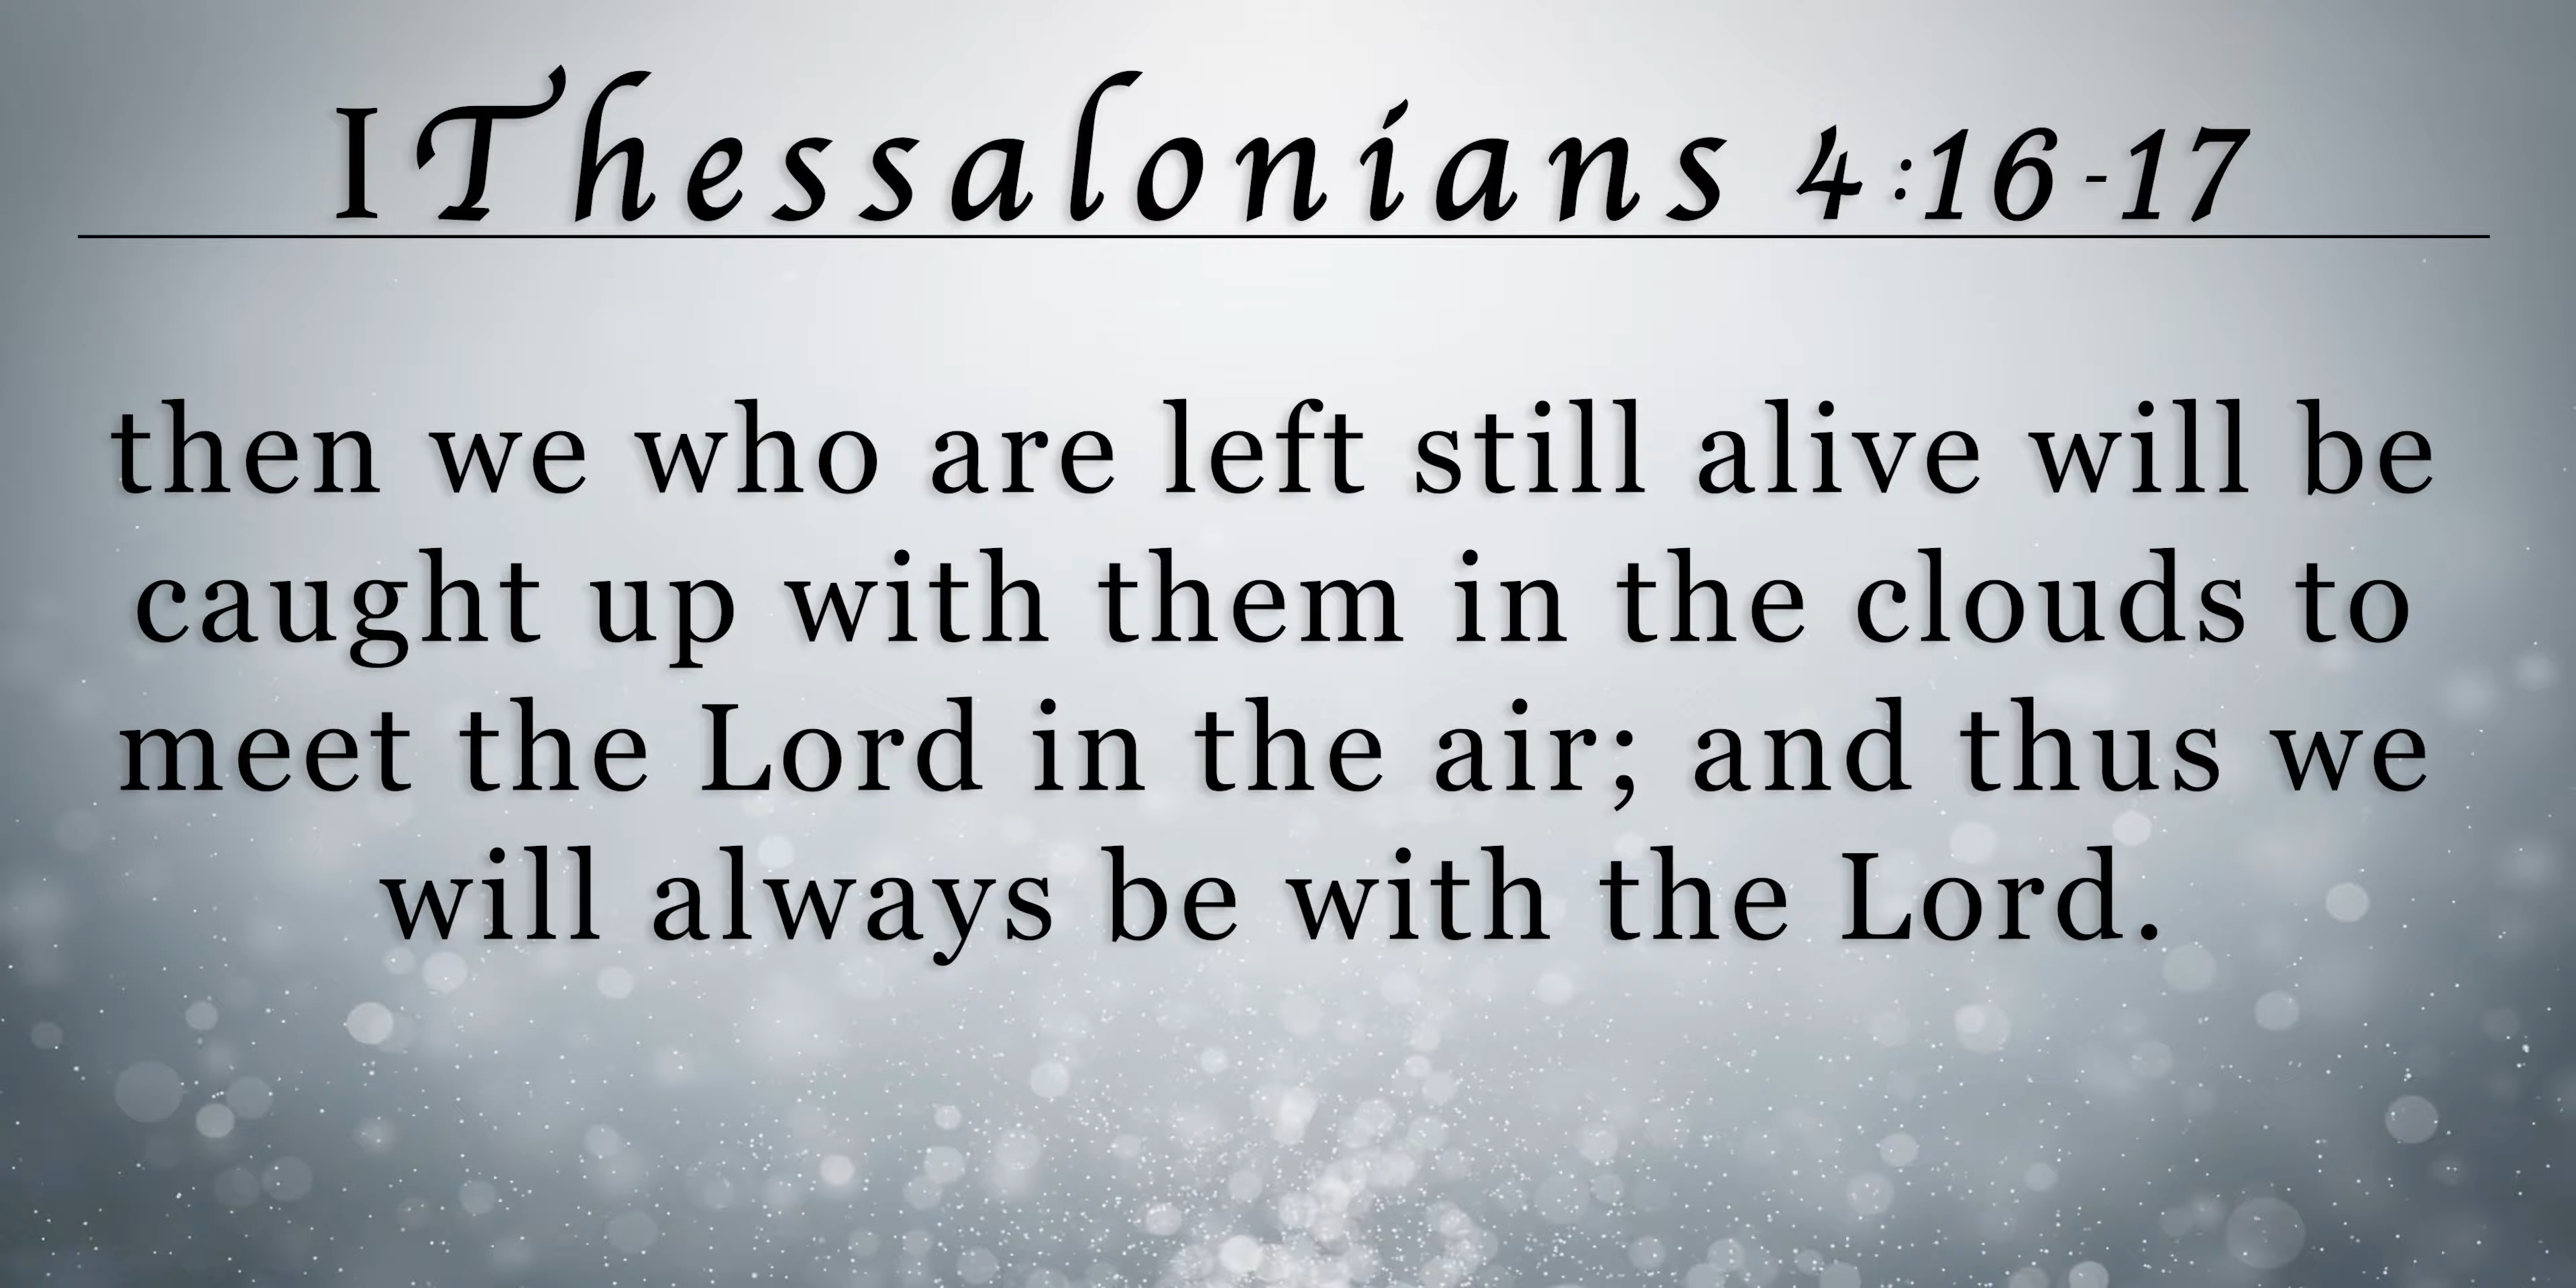 I Thessalonians 4:16-17
then we who are left still alive will be
caught up with them in the clouds to
meet the Lord in the air; and thus we
will always be with the Lord.